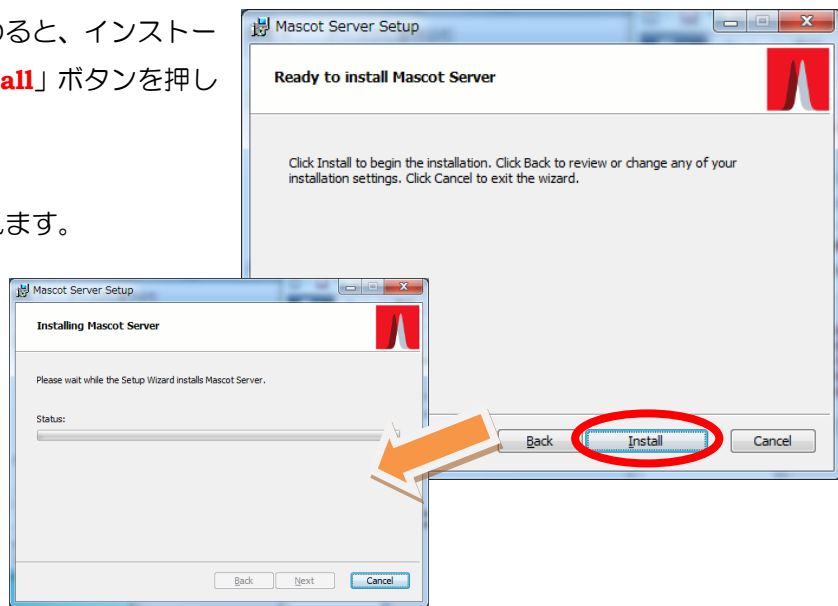 ると、インストー
all」ボタンを押し
ます。
Mascot Server Setup
Ready to install Mascot Server
Click Install to begin the installation. Click Back to review or change any of your
installation settings. Click Cancel to exit the wizard.
Back
Install
Cancel
Mascot Server Setup
Installing Mascot Server
Please wait while the Setup Wizard installs Mascot Server.
Status:
Back
Next
Cancel